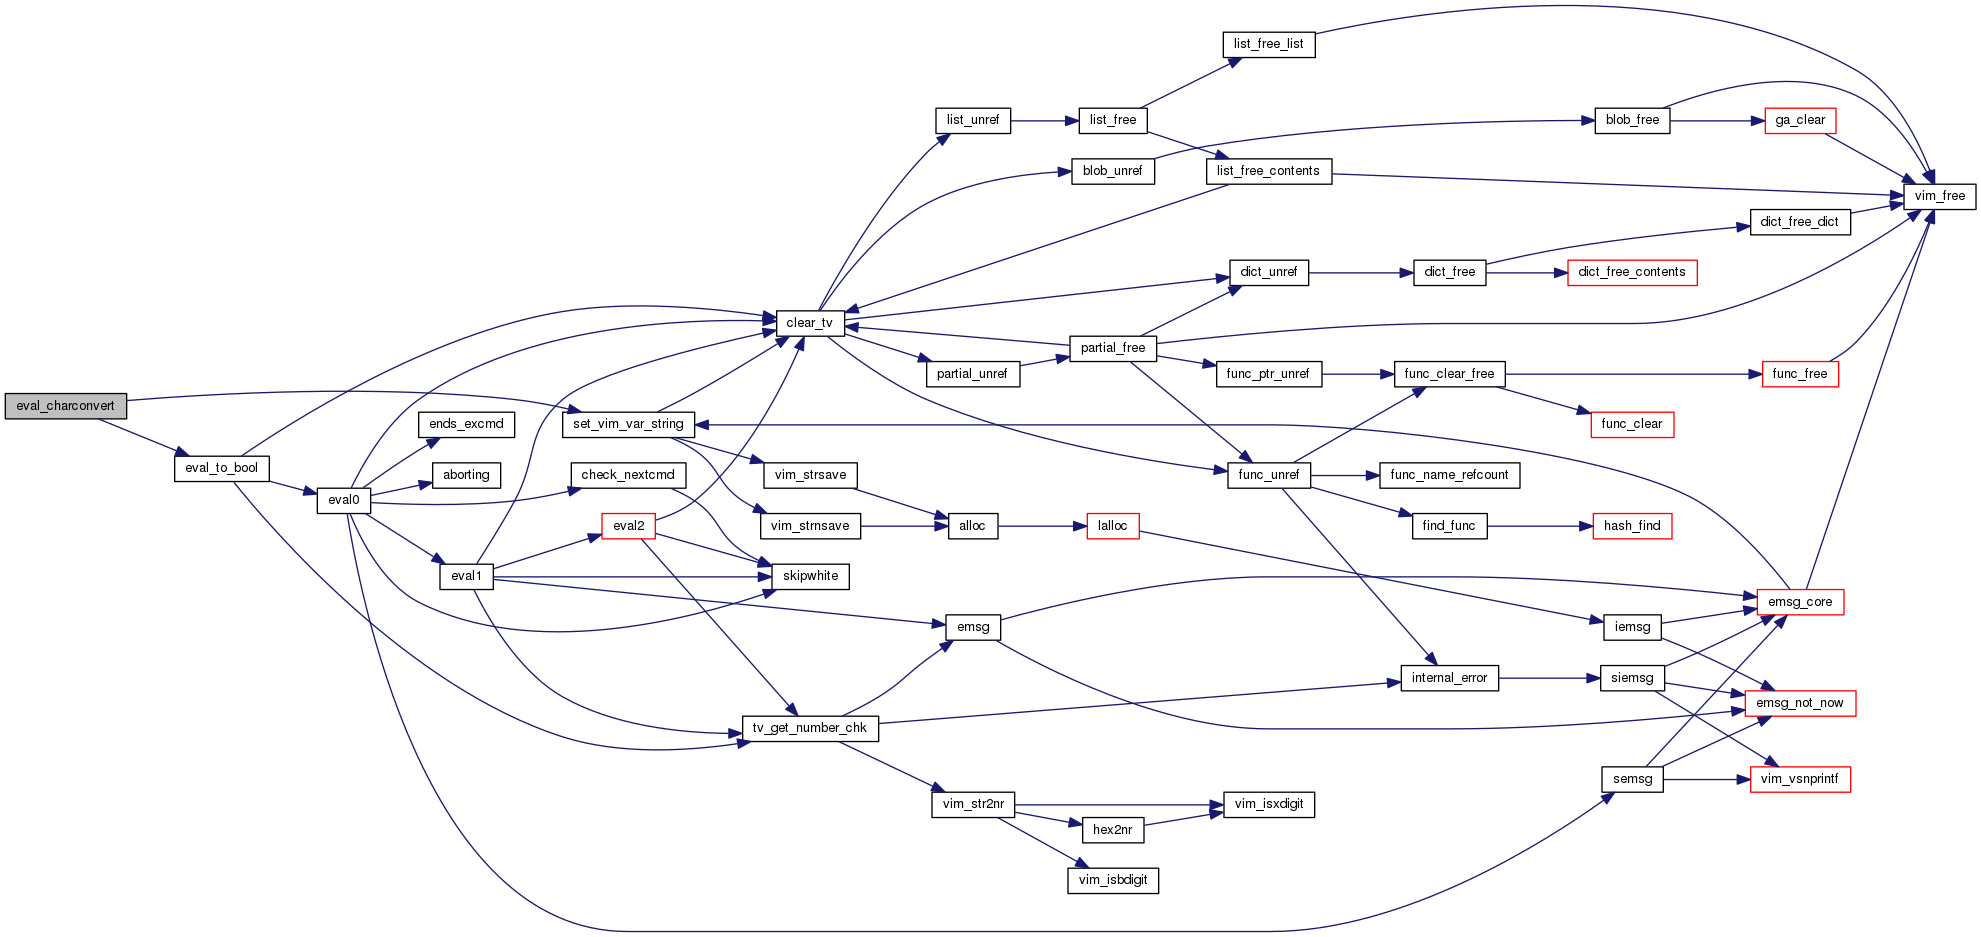 eval_charconvert
eval_to_bool
eval0
ends_excmd
aborting
check_nextcmd
eval1
eval2
set_vim_var_string
clear_tv
vim_strsave
vim_strnsave
skipwhite
tv_get_number_chk
list_unref
blob_unref
partial_unref
alloc
emsg
vim_str2nr
list_free
partial_free
lalloc
hex2nr
vim_isbdigit
list_free_list
list_free_contents
dict_unref
func_ptr_unref
func_unref
vim_isxdigit
dict_free
func_clear_free
func_name_refcount
find_func
internal_error
blob_free
dict_free_contents
func_clear
hash_find
iemsg
siemsg
semsg
ga_clear
dict_free_dict
func_free
emsg_core
emsg_not_now
vim_vsnprintf
vim_free